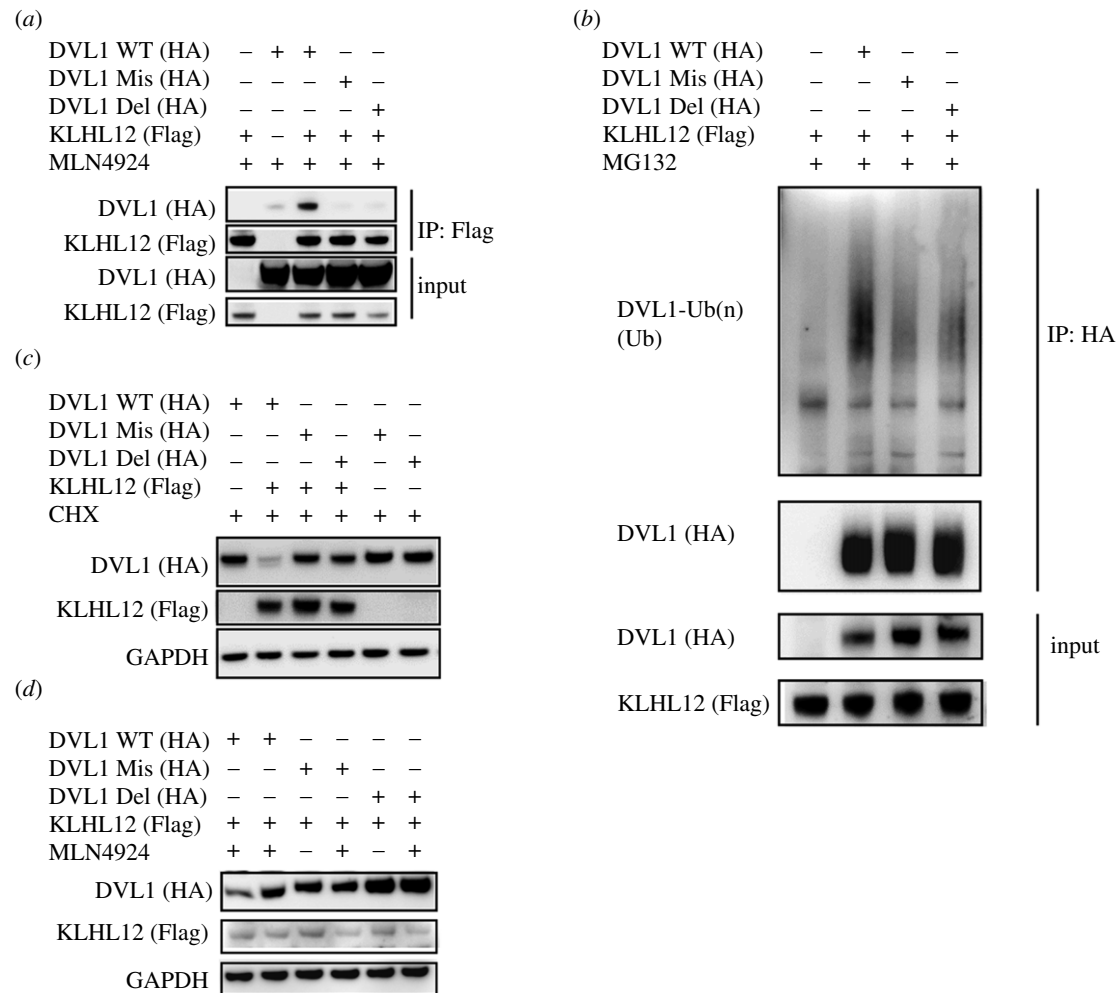 (a)
DVL1 WT (HA) – + + – –
DVL1 Mis (HA) – – – + –
DVL1 Del (HA) – – – – +
KLHL12 (Flag) + – + + +
MLN4924 + + + + +
DVL1 (HA)
KLHL12 (Flag)
IP: Flag
DVL1 (HA)
KLHL12 (Flag)
input
(b)
DVL1 WT (HA) – + – –
DVL1 Mis (HA) – – + –
DVL1 Del (HA) – – – +
KLHL12 (Flag) + + + +
MG132 + + + +
DVL1-Ub(n)
(Ub)
IP: HA
DVL1 (HA)
DVL1 (HA)
input
KLHL12 (Flag)
(c)
DVL1 WT (HA) + + – – – –
DVL1 Mis (HA) – – + – + –
DVL1 Del (HA) – – – + – +
KLHL12 (Flag) – + + + – –
CHX + + + + + +
DVL1 (HA)
KLHL12 (Flag)
GAPDH
(d)
DVL1 WT (HA) + + – – – –
DVL1 Mis (HA) – – + + – –
DVL1 Del (HA) – – – – + +
KLHL12 (Flag) + + + + + +
MLN4924 + + – + – +
DVL1 (HA)
KLHL12 (Flag)
GAPDH